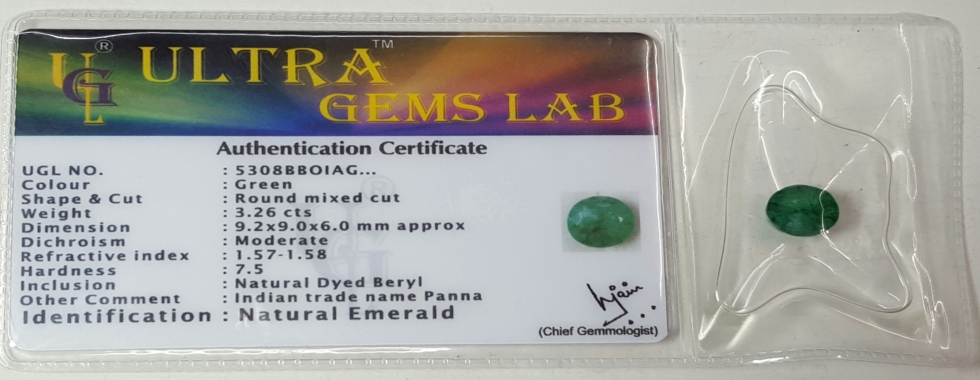 UGL ®
ULTRA™
GEMS LAB
Authentication Certificate
UGL NO. : 5308BBOIAG...
Colour : Green
Shape & Cut : Round mixed cut
Weight : 3.26 cts
Dimension : 9.2x9.0x6.0 mm approx
Dichroism : Moderate
Refractive index : 1.57-1.58
Hardness : 7.5
Inclusion : Natural Dyed Beryl
Other Comment : Indian trade name Panna
Identification : Natural Emerald
hjain
(Chief Gemmologist)